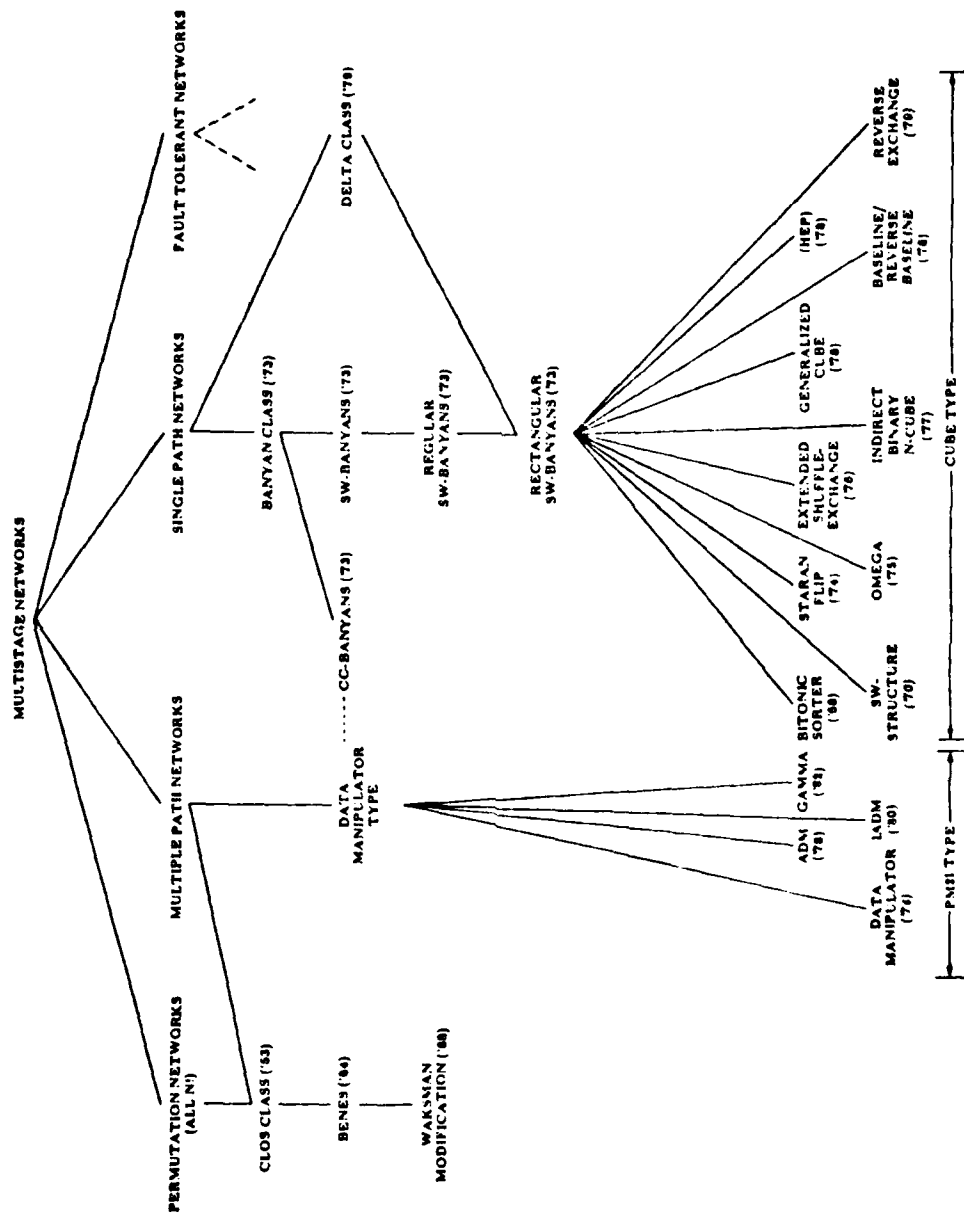 MULTISTAGE NETWORKS
PERMUTATION NETWORKS
(ALL N!)
MULTIPLE PATH NETWORKS
SINGLE PATH NETWORKS
FAULT TOLERANT NETWORKS
CLOS CLASS ('53)
BANYAN CLASS ('73)
BENES ('64)
DATA
MANIPULATOR
TYPE
CC-BANYANS ('73)
SW-BANYANS ('73)
DELTA CLASS ('79)
WAKSMAN
MODIFICATION ('68)
REGULAR
SW-BANYANS ('73)
RECTANGULAR
SW-BANYANS ('73)
ADM
('78)
GAMMA
('82)
BITONIC
SORTER
('68)
STARAN
FLIP
('74)
EXTENDED
SHUFFLE-
EXCHANGE
('76)
GENERALIZED
CUBE
('78)
(HEP)
('78)
DATA
MANIPULATOR
('74)
IADM
('80)
SW-
STRUCTURE
('70)
OMEGA
('75)
INDIRECT
BINARY
N-CUBE
('77)
BASELINE/
REVERSE
BASELINE
('78)
REVERSE
EXCHANGE
('79)
PM2I TYPE
CUBE TYPE